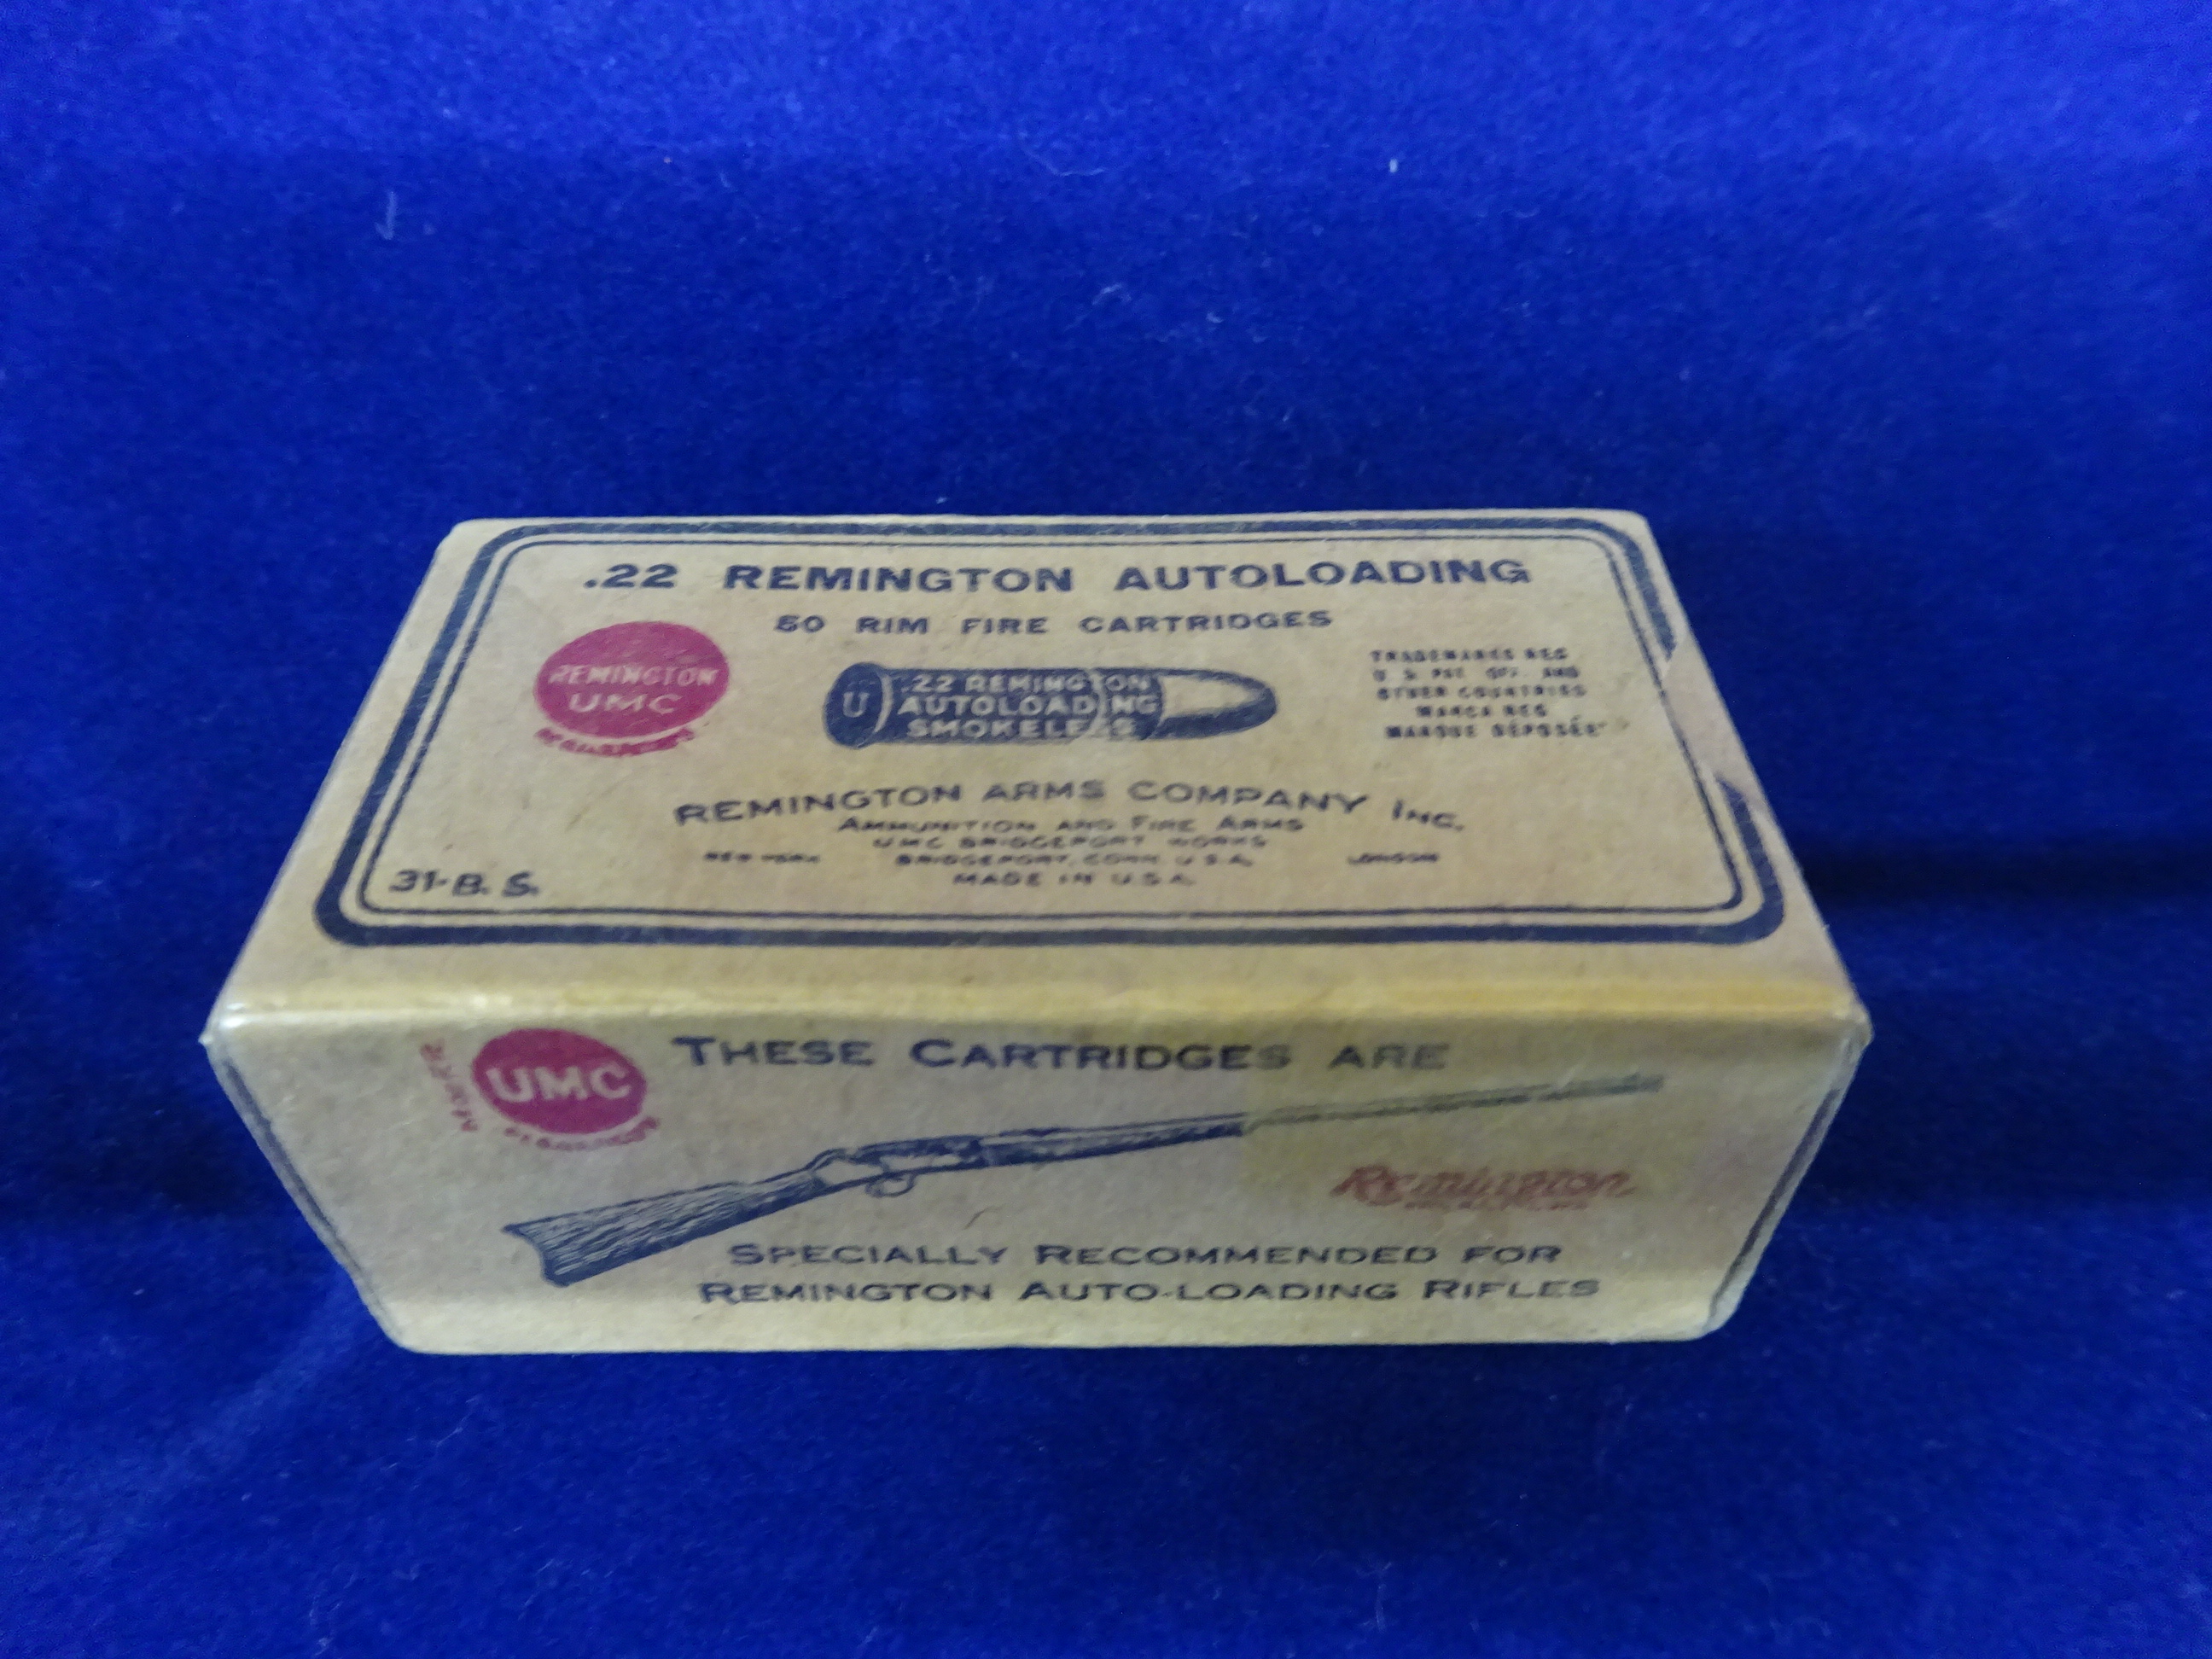 .22 REMINGTON AUTOLOADING
50 RIM FIRE CARTRIDGES
REMINGTON
UMC
U
.22 REMINGTON
AUTOLOADING
SMOKELESS
TRADEMARKS REG
U.S. PAT. OFF. AND
OTHER COUNTRIES
MARCA REG
MARQUE DÉPOSÉE
REMINGTON ARMS COMPANY INC.
AMMUNITION AND FIRE ARMS
UMC BRIDGEPORT WORKS
NEW YORK BRIDGEPORT, CONN. U.S.A. LONDON
MADE IN U.S.A.
31-B. S.
UMC
THESE CARTRIDGES ARE
Remington
SPECIALLY RECOMMENDED FOR
REMINGTON AUTO-LOADING RIFLES